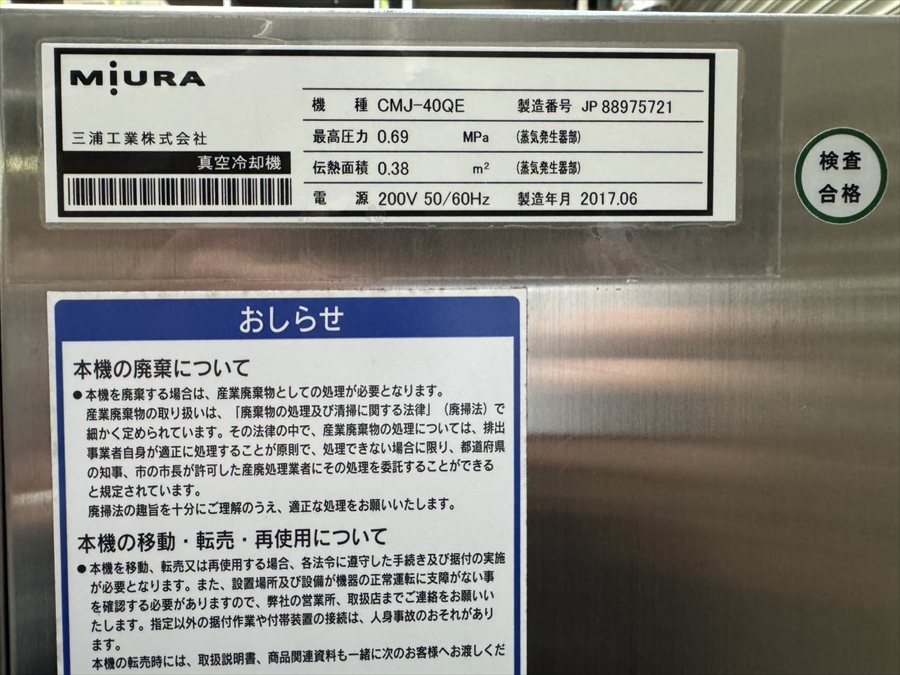 MiURA
三浦工業株式会社
真空冷却機
機 種 CMJ-40QE 製造番号 JP 88975721
最高圧力 0.69 MPa (蒸気発生器部)
伝熱面積 0.38 m² (蒸気発生器部)
電 源 200V 50/60Hz 製造年月 2017.06
検査
合格
おしらせ
本機の廃棄について
●本機を廃棄する場合は、産業廃棄物としての処理が必要となります。
産業廃棄物の取り扱いは、「廃棄物の処理及び清掃に関する法律」（廃掃法）で
細かく定められています。その法律の中で、産業廃棄物の処理については、排出
事業者自身が適正に処理することが原則で、処理できない場合に限り、都道府県
の知事、市の市長が許可した産廃処理業者にその処理を委託することができる
と規定されています。
廃掃法の趣旨を十分にご理解のうえ、適正な処理をお願いいたします。
本機の移動・転売・再使用について
●本機を移動、転売又は再使用する場合、各法令に遵守した手続き及び据付の実施
が必要となります。また、設置場所及び設備が機器の正常運転に支障がない事
を確認する必要がありますので、弊社の営業所、取扱店までご連絡をお願いい
たします。指定以外の据付作業や付帯装置の接続は、人身事故のおそれがあり
ます。
本機の転売時には、取扱説明書、商品関連資料も一緒に次のお客様へお渡しくだ